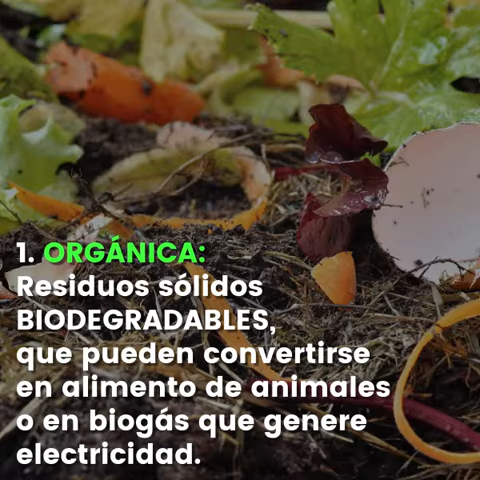 1. ORGÁNICA:
Residuos sólidos
BIODEGRADABLES,
que pueden convertirse
en alimento de animales
o en biogás que genere
electricidad.